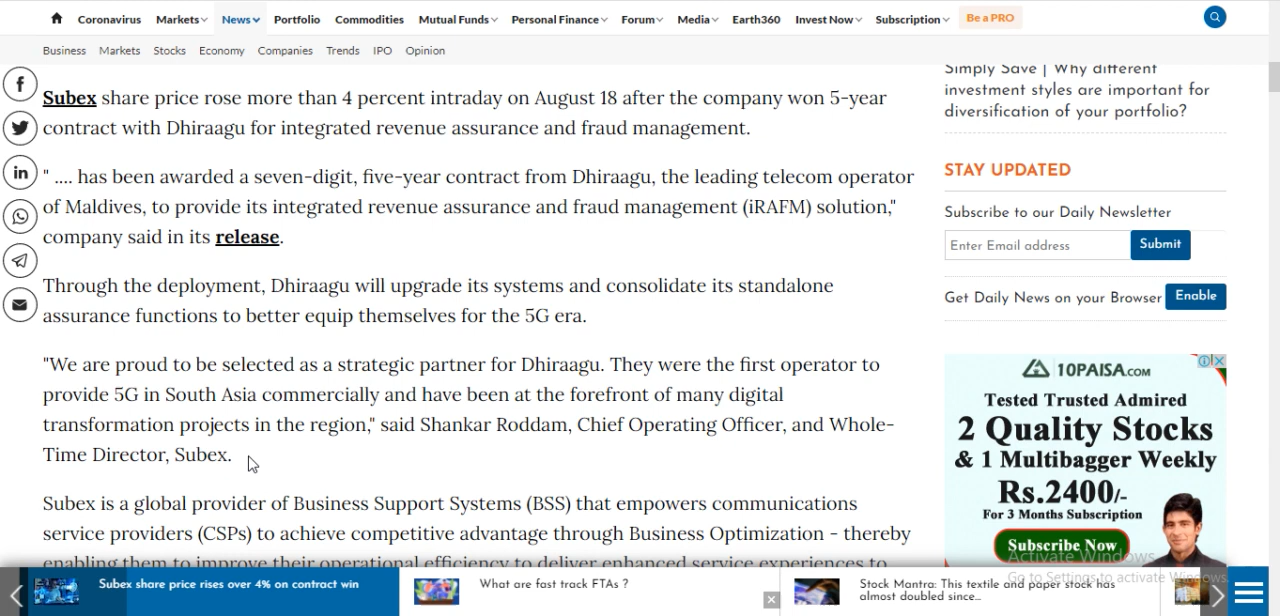 Coronavirus Markets News Portfolio Commodities Mutual Funds Personal Finance Forum Media Earth360 Invest Now Subscription Be a PRO
Business Markets Stocks Economy Companies Trends IPO Opinion
Subex share price rose more than 4 percent intraday on August 18 after the company won 5-year
contract with Dhiraagu for integrated revenue assurance and fraud management.
" .... has been awarded a seven-digit, five-year contract from Dhiraagu, the leading telecom operator
of Maldives, to provide its integrated revenue assurance and fraud management (iRAFM) solution,"
company said in its release.
Through the deployment, Dhiraagu will upgrade its systems and consolidate its standalone
assurance functions to better equip themselves for the 5G era.
"We are proud to be selected as a strategic partner for Dhiraagu. They were the first operator to
provide 5G in South Asia commercially and have been at the forefront of many digital
transformation projects in the region," said Shankar Roddam, Chief Operating Officer, and Whole-
Time Director, Subex.
Subex is a global provider of Business Support Systems (BSS) that empowers communications
service providers (CSPs) to achieve competitive advantage through Business Optimization - thereby
enabling them to improve their operational efficiency to deliver enhanced service experiences to
Simply Save | Why different
investment styles are important for
diversification of your portfolio?
STAY UPDATED
Subscribe to our Daily Newsletter
Enter Email address Submit
Get Daily News on your Browser Enable
10PAISA.COM
Tested Trusted Admired
2 Quality Stocks
& 1 Multibagger Weekly
Rs.2400/-
For 3 Months Subscription
Subscribe Now
Activate Windows
Go to Settings to activate Windows.
Subex share price rises over 4% on contract win
What are fast track FTAs ?
Stock Mantra: This textile and paper stock has
almost doubled since...